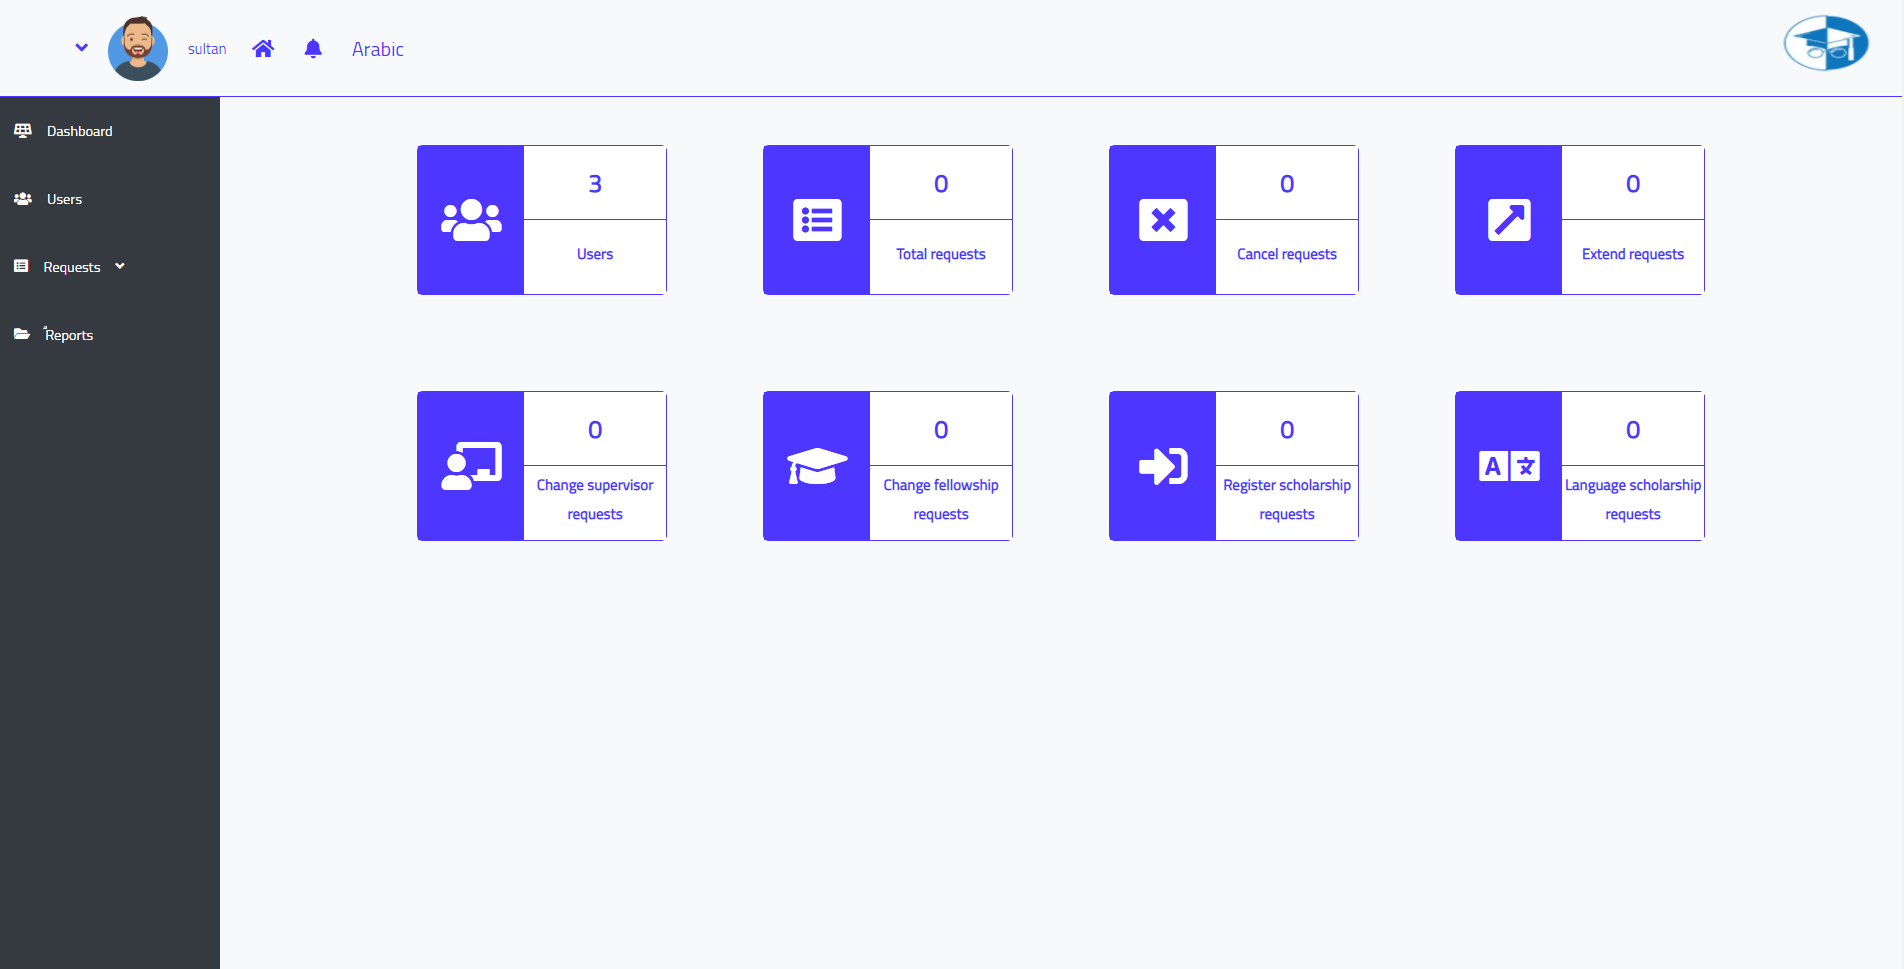 sultan
Arabic
Dashboard
Users
Requests
Reports
3
Users
0
Total requests
0
Cancel requests
0
Extend requests
0
Change supervisor
requests
0
Change fellowship
requests
0
Register scholarship
requests
0
Language scholarship
requests